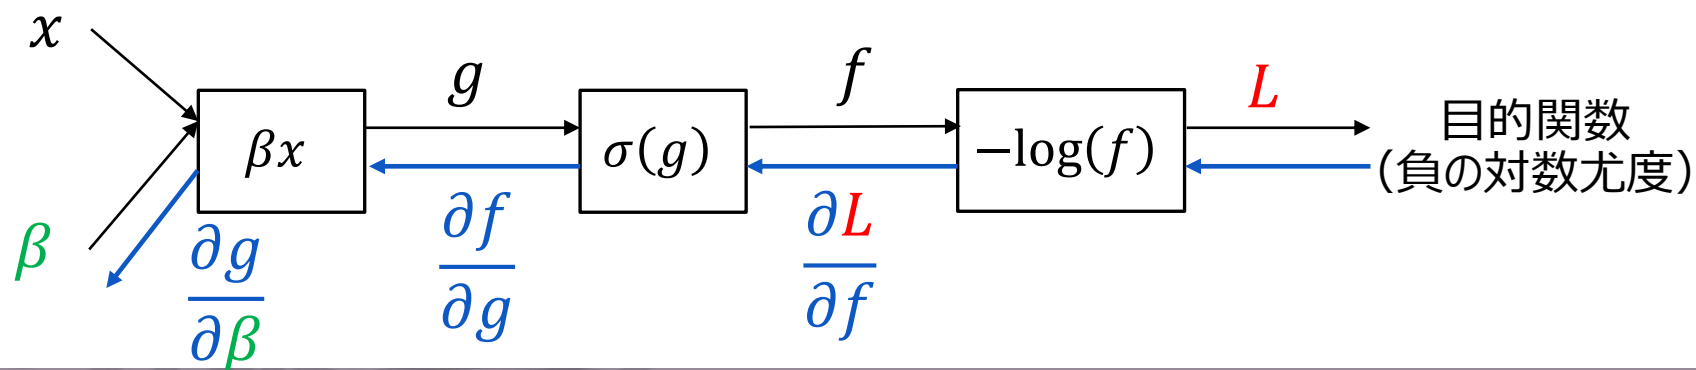 x
g
f
L
βx
σ(g)
−log(f)
目的関数
(負の対数尤度)
β
∂g
∂β
∂f
∂g
∂L
∂f